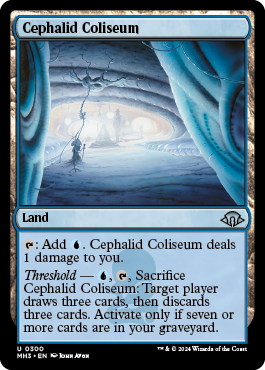 Cephalid Coliseum
Land
: Add . Cephalid Coliseum deals
1 damage to you.
Threshold — , , Sacrifice
Cephalid Coliseum: Target player
draws three cards, then discards
three cards. Activate only if seven or
more cards are in your graveyard.
U 0300
MH3 • EN John Avon
™ & © 2024 Wizards of the Coast